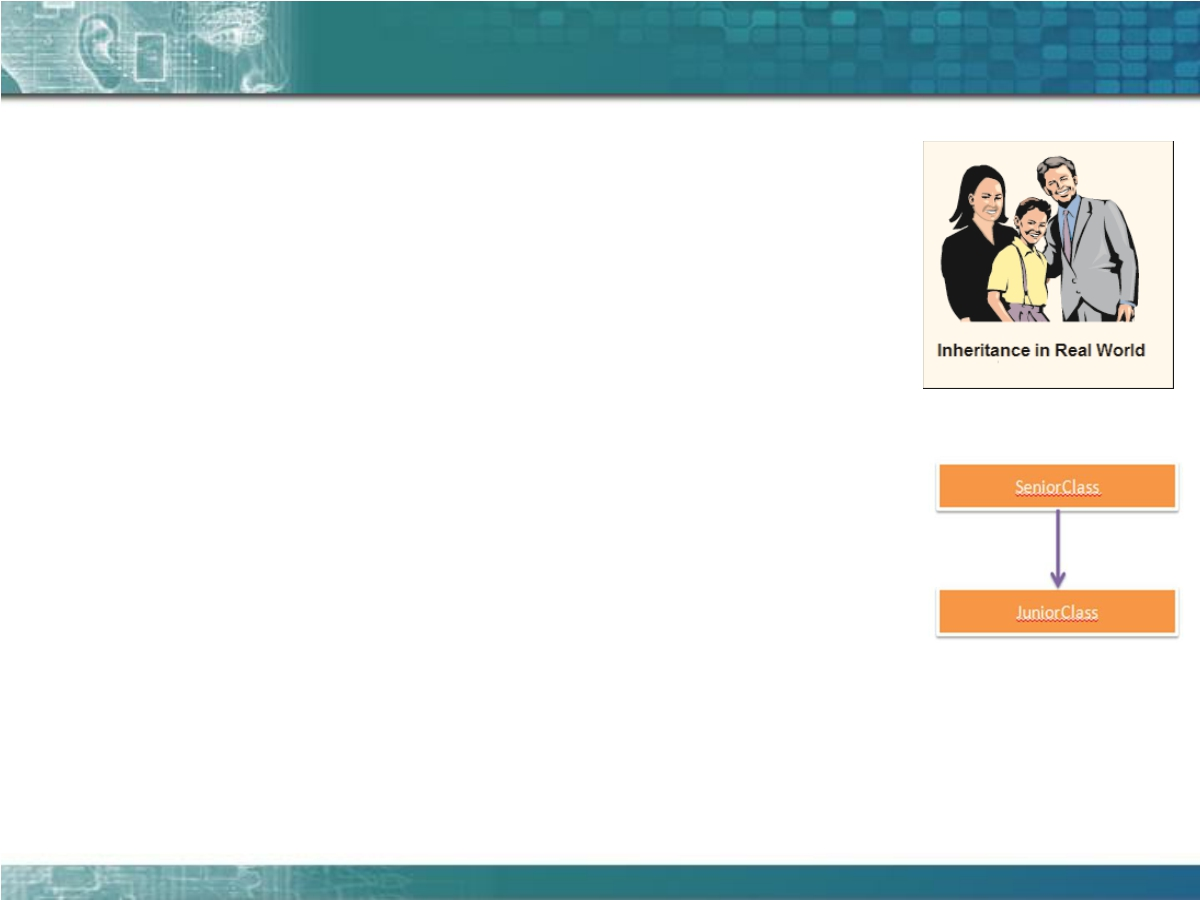 Inheritance in Real World
SeniorClass
JuniorClass